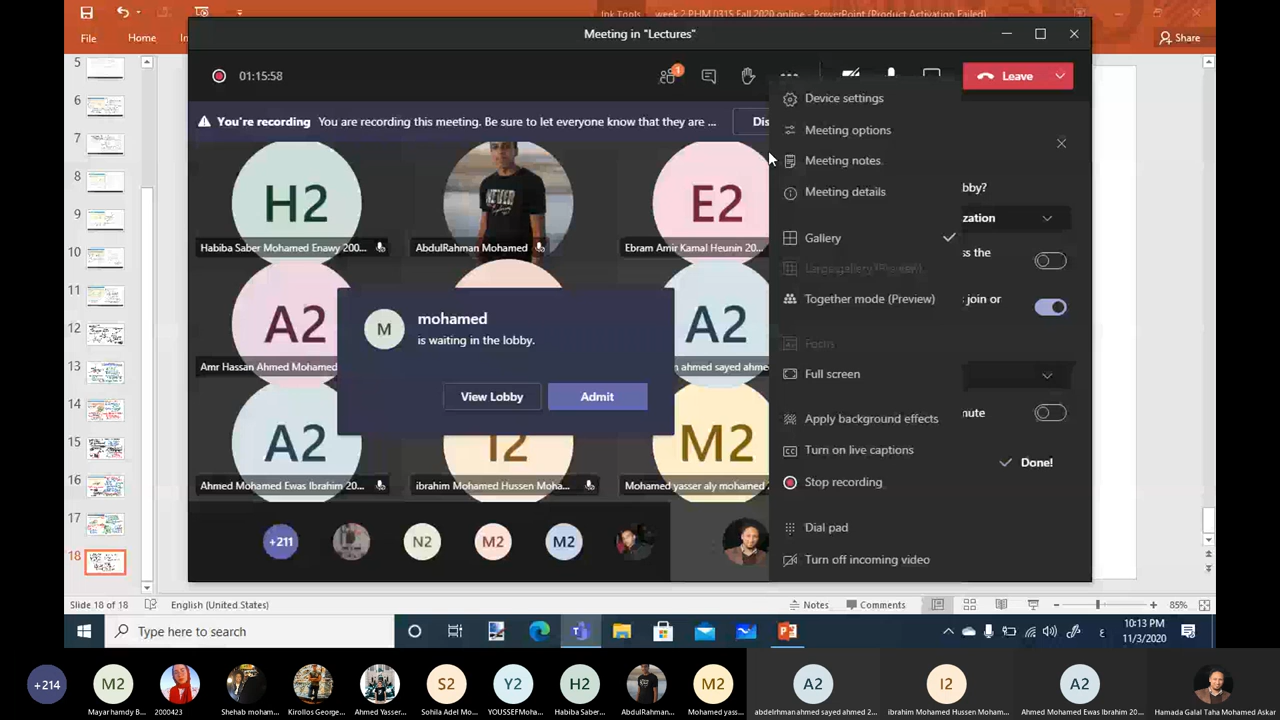 Ink Tools
week 2 PHM 0315 Fall 2020 online - PowerPoint (Product Activation Failed)
File
Home
Share
Meeting in "Lectures"
01:15:58
1
Leave
You're recording You are recording this meeting. Be sure to let everyone know that they are ...
Dis
Device settings
Meeting options
Meeting notes
Meeting details
Gallery
Large gallery (Preview)
Together mode (Preview)
Focus
Full screen
Apply background effects
Turn on live captions
Stop recording
Dial pad
Turn off incoming video
obby?
zation
s the
join or
nute
Done!
H2
E2
Habiba Saber Mohamed Enawy 200...
AbdulRahman Mohamed
Ebram Amir Kamal Heunin 20...
A2
A2
Amr Hassan Ahmed Mohamed
ahmed sayed ahme
M
mohamed
is waiting in the lobby.
View Lobby
Admit
A2
I2
M2
Ahmed Mohamed Ewas Ibrahim 20...
ibrahim Mohamed Hussen Moha...
Mohamed yasser aly mohamed 2
+211
N2
M2
M2
5
6
7
8
9
10
11
12
13
14
15
16
17
18
Slide 18 of 18
English (United States)
Notes
Comments
85%
Type here to search
ع
10:13 PM
11/3/2020
+214
M2
S2
Y2
H2
M2
A2
I2
A2
Mayar hamdy B...
2000423
Shehab moham...
Kirollos George...
Ahmed Yasser...
Sohila Adel Mo...
YOUSSEF Moha...
Habiba Saber...
AbdulRahman...
Mohamed yass...
abdelrhman ahmed sayed ahmed 2...
ibrahim Mohamed Hussen Moham...
Ahmed Mohamed Ewas Ibrahim 20...
Hamada Galal Taha Mohamed Askar